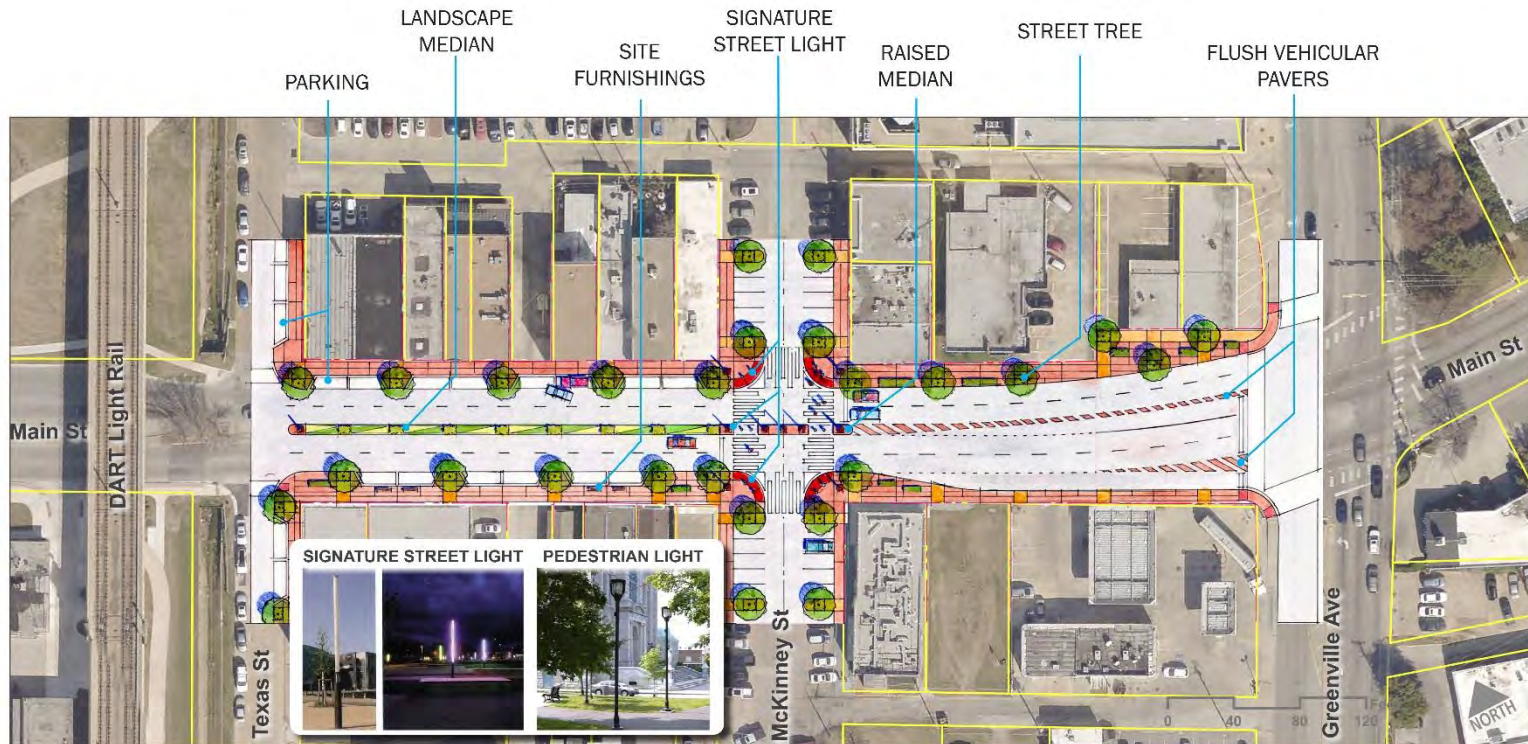 LANDSCAPE
MEDIAN
SIGNATURE
STREET LIGHT
STREET TREE
PARKING
SITE
FURNISHINGS
RAISED
MEDIAN
FLUSH VEHICULAR
PAVERS
Main St
DART Light Rail
Main St
SIGNATURE STREET LIGHT
PEDESTRIAN LIGHT
Texas St
McKinney St
Greenville Ave
0 40 80 120
NORTH